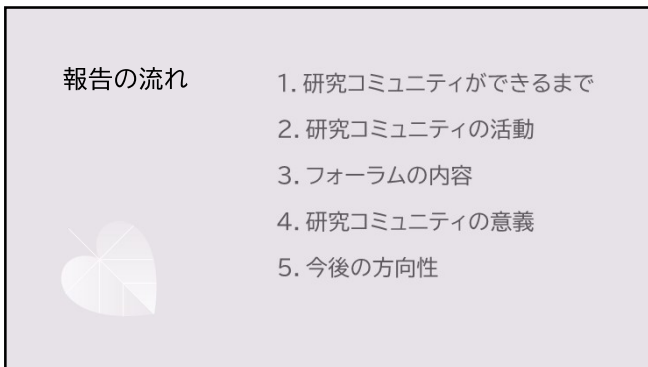 報告の流れ
1. 研究コミュニティができるまで
2. 研究コミュニティの活動
3. フォーラムの内容
4. 研究コミュニティの意義
5. 今後の方向性